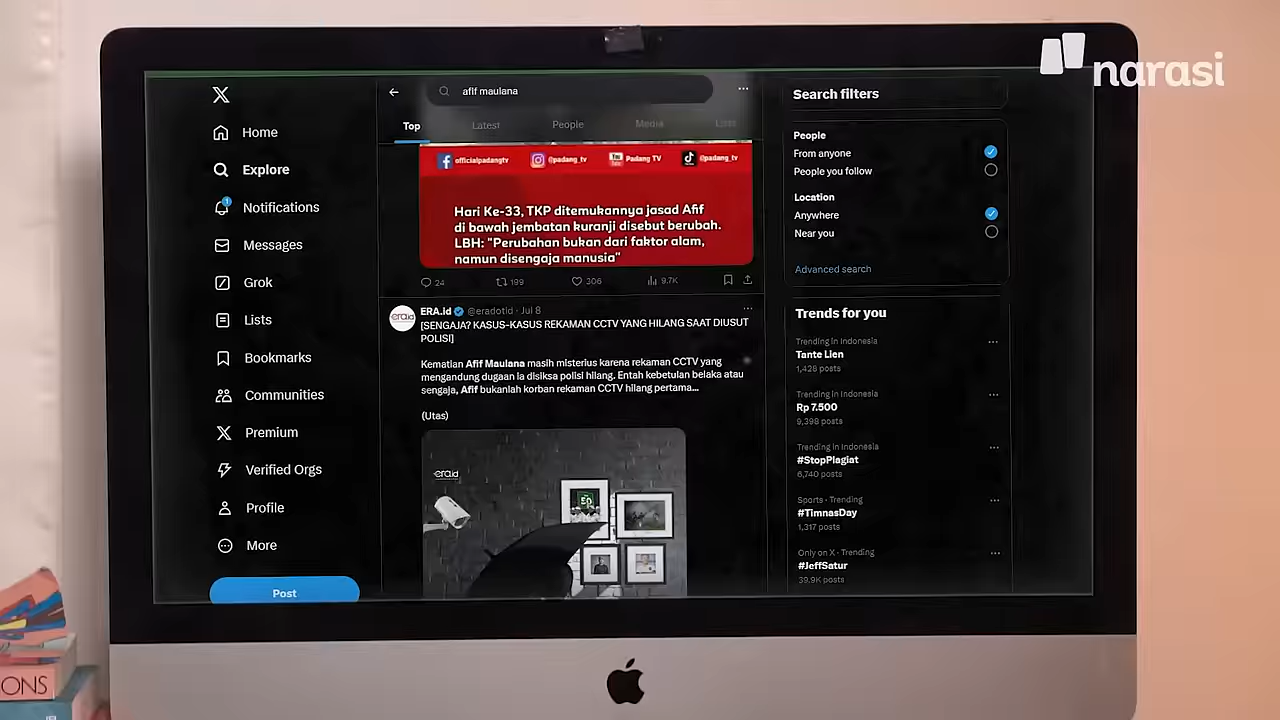 narasi
X
Home
Explore
1
Notifications
Messages
Grok
Lists
Bookmarks
Communities
Premium
Verified Orgs
Profile
More
Post
afif maulana
Top
Latest
People
Media
Lists
officialpadangtv
@padang_tv
Padang TV
@padang_tv
Hari Ke-33, TKP ditemukannya jasad Afif
di bawah jembatan kuranji disebut berubah.
LBH: "Perubahan bukan dari faktor alam,
namun disengaja manusia"
24
199
306
9.7K
era.id
ERA.id @eradotid · Jul 8
[SENGAJA? KASUS-KASUS REKAMAN CCTV YANG HILANG SAAT DIUSUT
POLISI]
Kematian Afif Maulana masih misterius karena rekaman CCTV yang
mengandung dugaan Ia disiksa polisi hilang. Entah kebetulan belaka atau
sengaja, Afif bukanlah korban rekaman CCTV hilang pertama...
(Utas)
era.id
Search filters
People
From anyone
People you follow
Location
Anywhere
Near you
Advanced search
Trends for you
Trending in Indonesia
Tante Lien
1,428 posts
Trending in Indonesia
Rp 7.500
9,398 posts
Trending in Indonesia
#StopPlagiat
6,740 posts
Sports · Trending
#TimnasDay
1,317 posts
Only on X · Trending
#JeffSatur
39.9K posts
ONS